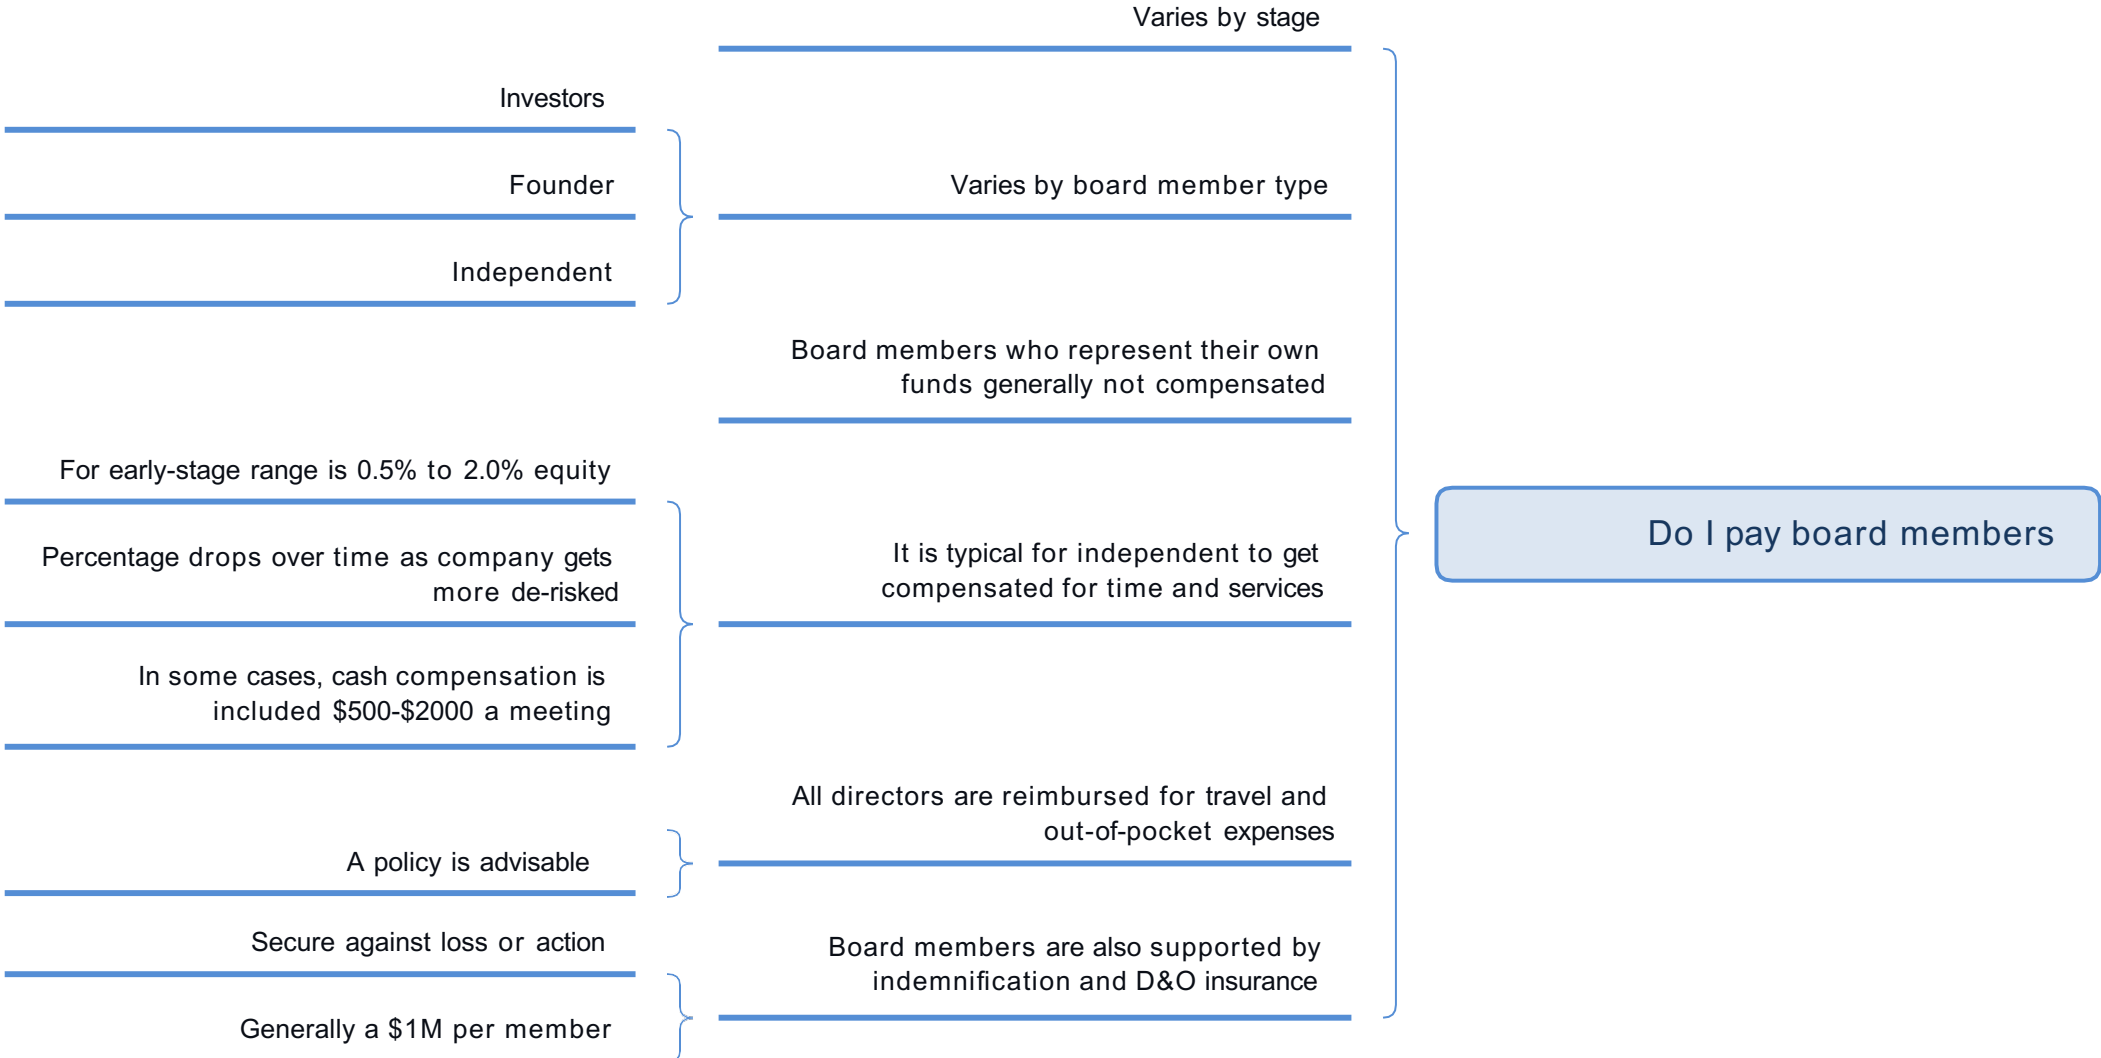 Varies by stage
Investors
Founder
Independent
Varies by board member type
Board members who represent their own
funds generally not compensated
For early-stage range is 0.5% to 2.0% equity
Percentage drops over time as company gets
more de-risked
In some cases, cash compensation is
included $500-$2000 a meeting
It is typical for independent to get
compensated for time and services
Do I pay board members
All directors are reimbursed for travel and
out-of-pocket expenses
A policy is advisable
Secure against loss or action
Generally a $1M per member
Board members are also supported by
indemnification and D&O insurance